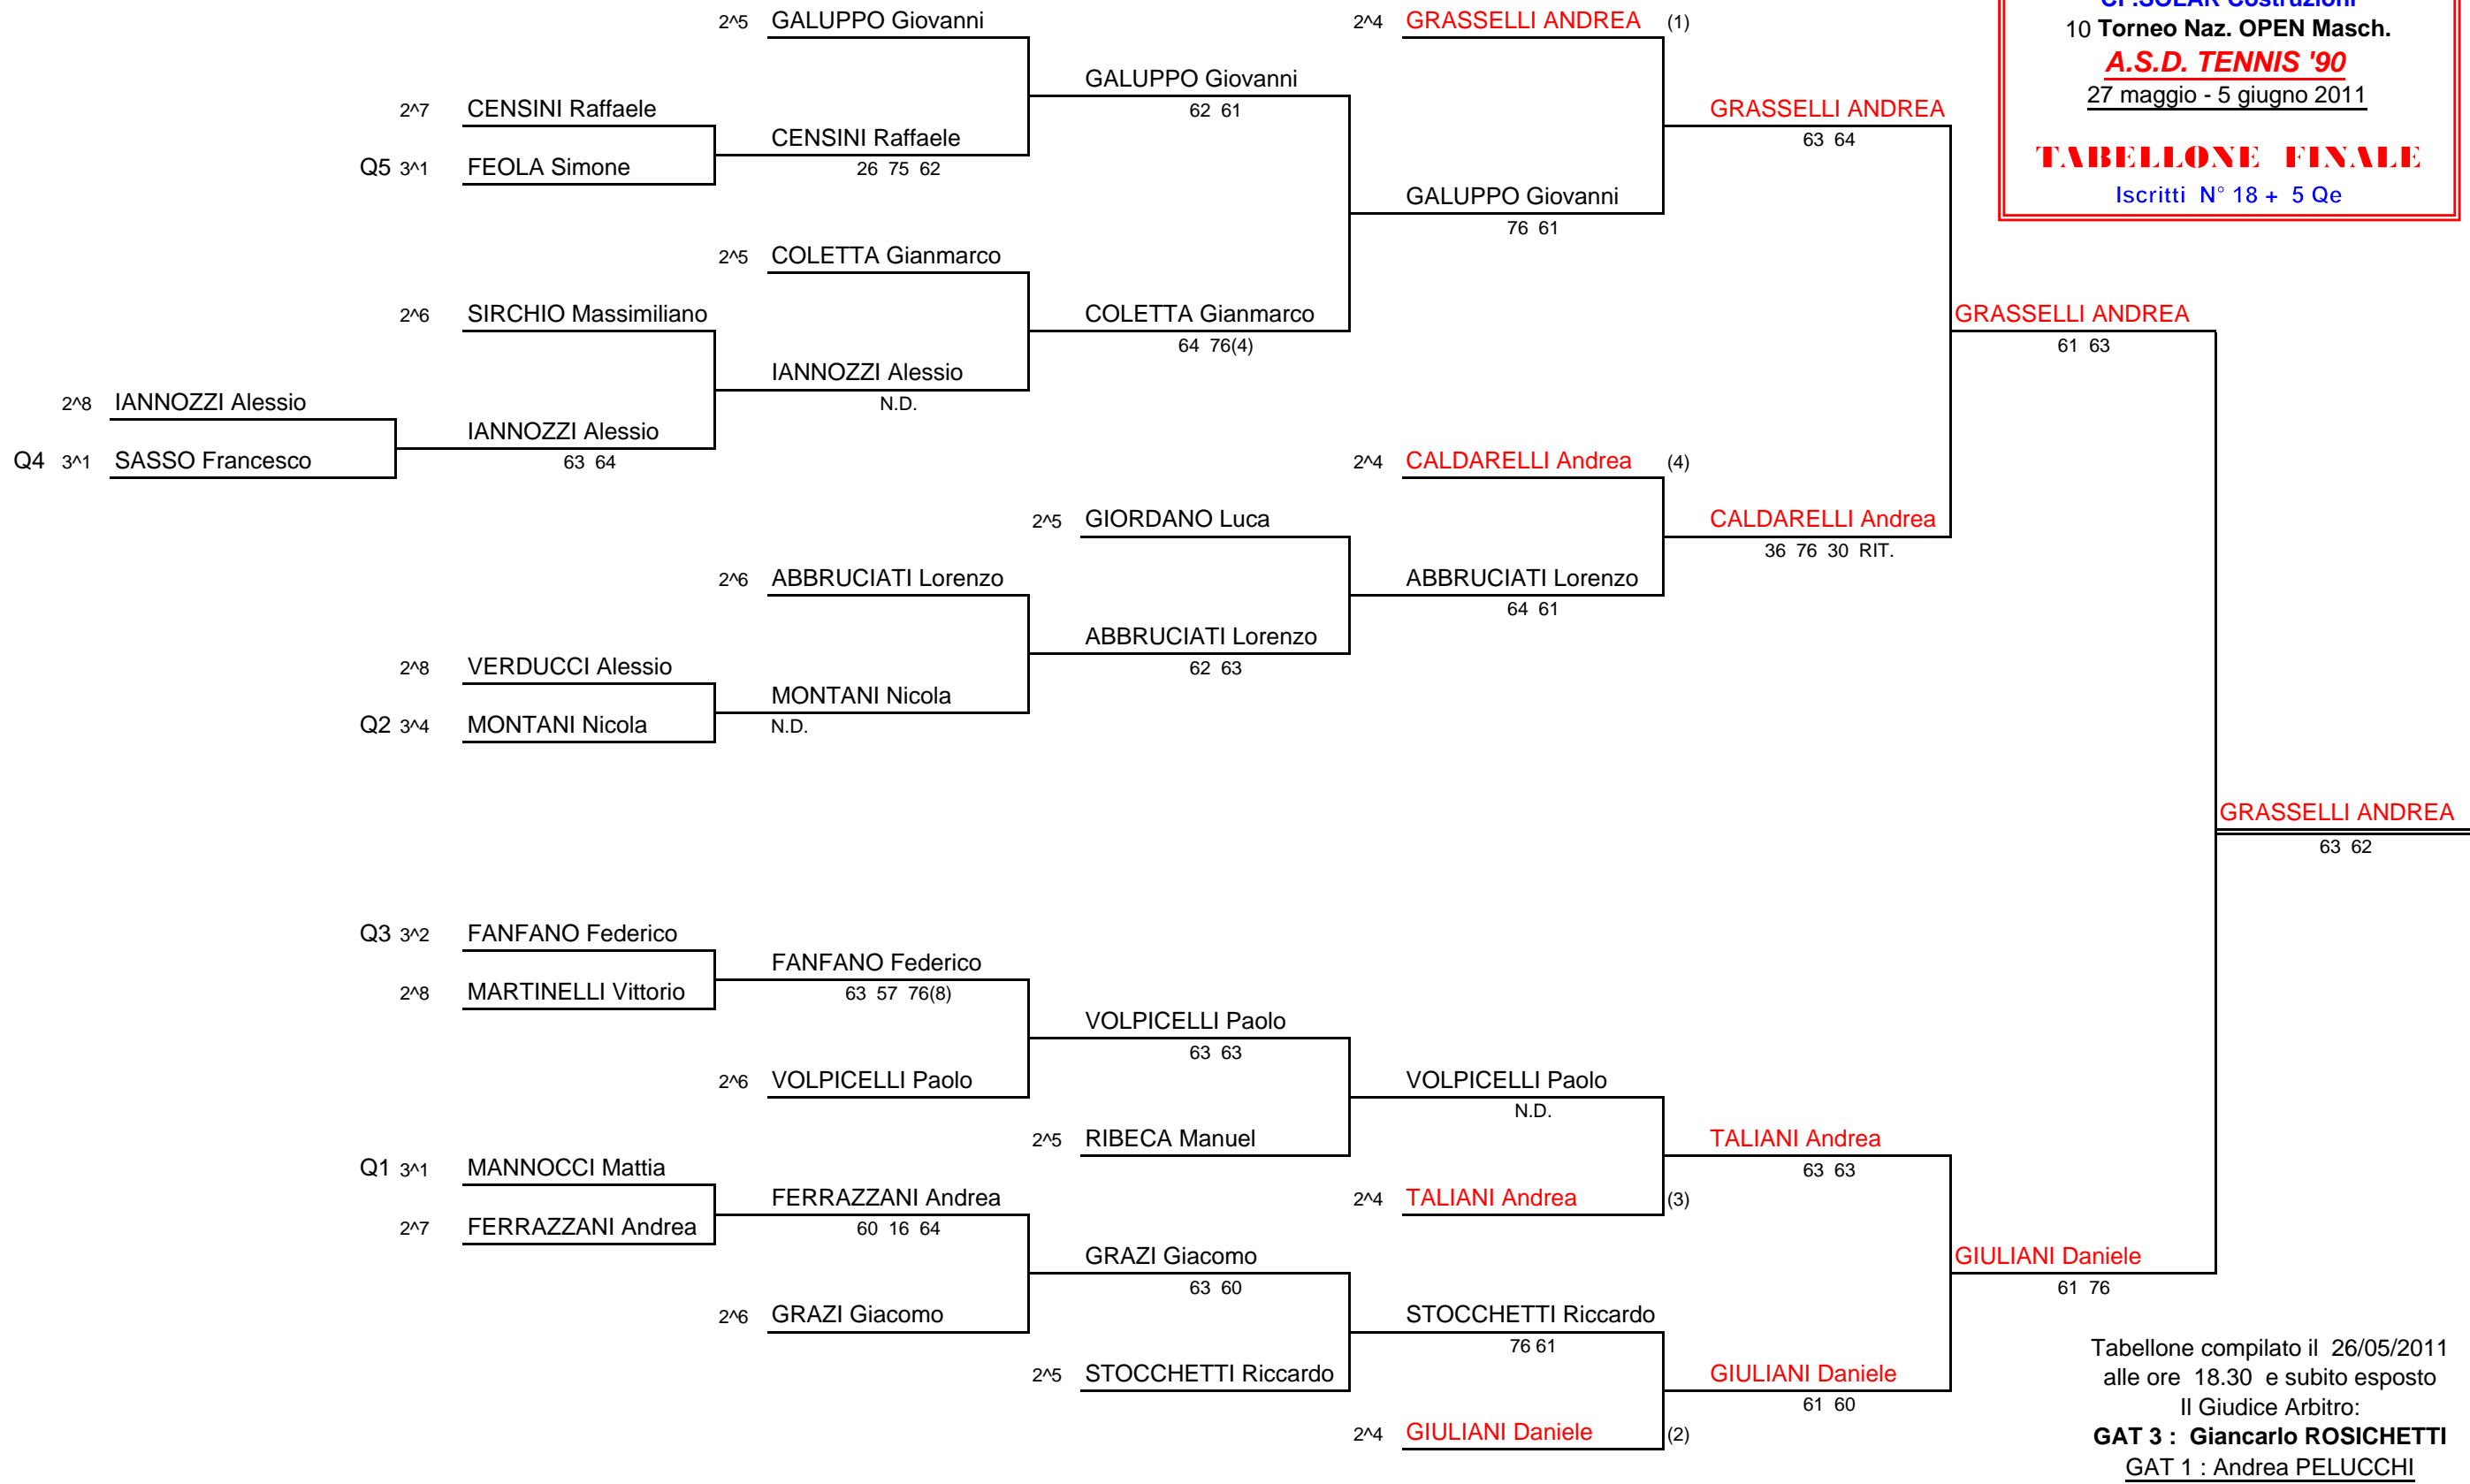 CP.SOLAR Costruzioni
10 Torneo Naz. OPEN Masch.
A.S.D. TENNIS '90
27 maggio - 5 giugno 2011
TABELLONE FINALE
Iscritti N° 18 + 5 Qe
2^8 IANNOZZI Alessio
Q4 3^1 SASSO Francesco
2^7 CENSINI Raffaele
Q5 3^1 FEOLA Simone
2^6 SIRCHIO Massimiliano
IANNOZZI Alessio
63 64
2^8 VERDUCCI Alessio
Q2 3^4 MONTANI Nicola
Q3 3^2 FANFANO Federico
2^8 MARTINELLI Vittorio
Q1 3^1 MANNOCCI Mattia
2^7 FERRAZZANI Andrea
2^5 GALUPPO Giovanni
CENSINI Raffaele
26 75 62
2^5 COLETTA Gianmarco
IANNOZZI Alessio
N.D.
2^6 ABBRUCIATI Lorenzo
MONTANI Nicola
N.D.
FANFANO Federico
63 57 76(8)
2^6 VOLPICELLI Paolo
FERRAZZANI Andrea
60 16 64
2^6 GRAZI Giacomo
GALUPPO Giovanni
62 61
COLETTA Gianmarco
64 76(4)
2^5 GIORDANO Luca
ABBRUCIATI Lorenzo
62 63
VOLPICELLI Paolo
63 63
2^5 RIBECA Manuel
GRAZI Giacomo
63 60
2^5 STOCCHETTI Riccardo
2^4 GRASSELLI ANDREA (1)
GALUPPO Giovanni
76 61
2^4 CALDARELLI Andrea (4)
ABBRUCIATI Lorenzo
64 61
VOLPICELLI Paolo
N.D.
2^4 TALIANI Andrea (3)
STOCCHETTI Riccardo
76 61
2^4 GIULIANI Daniele (2)
GRASSELLI ANDREA
63 64
CALDARELLI Andrea
36 76 30 RIT.
TALIANI Andrea
63 63
GIULIANI Daniele
61 60
GRASSELLI ANDREA
61 63
GIULIANI Daniele
61 76
GRASSELLI ANDREA
63 62
Tabellone compilato il 26/05/2011
alle ore 18.30 e subito esposto
Il Giudice Arbitro:
GAT 3 : Giancarlo ROSICHETTI
GAT 1 : Andrea PELUCCHI